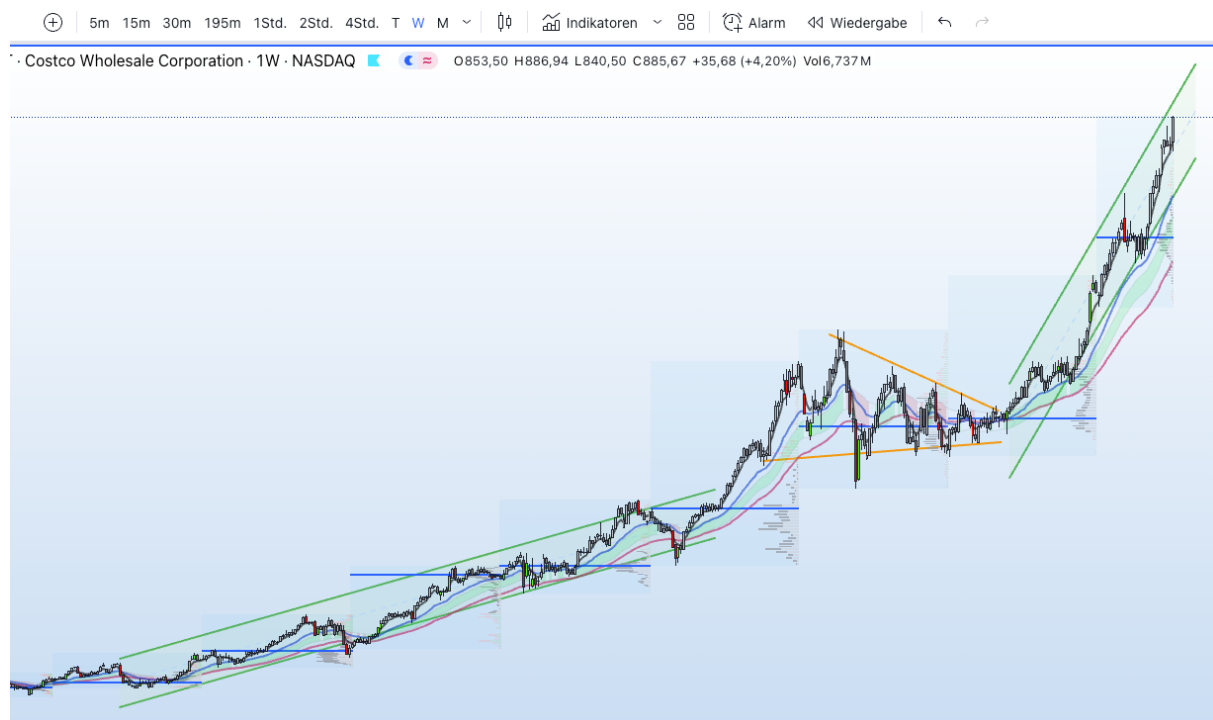 5m 15m 30m 195m 1Std. 2Std. 4Std. T W M Indikatoren Alarm Wiedergabe
· Costco Wholesale Corporation · 1W · NASDAQ O853,50 H886,94 L840,50 C885,67 +35,68 (+4,20%) Vol6,737M